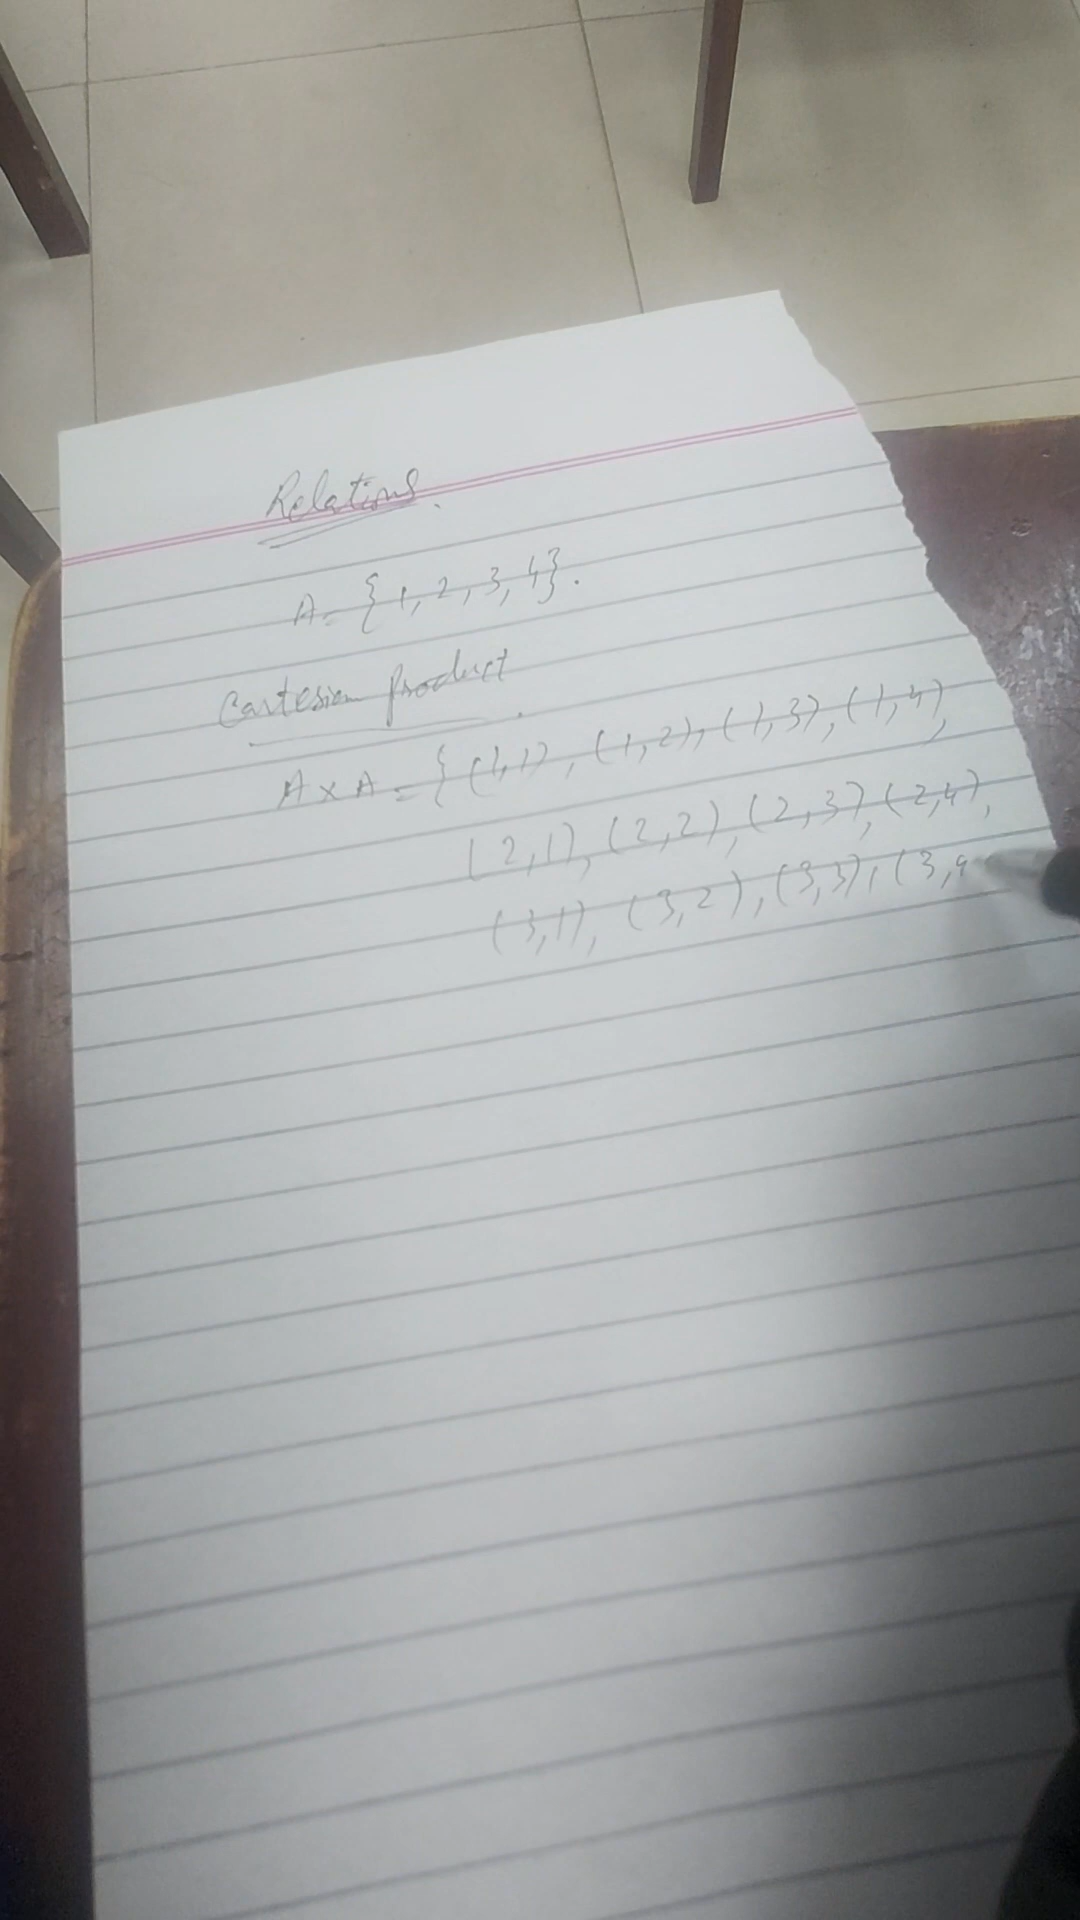 Relations.
A = {1, 2, 3, 4}.
Cartesian Product
A x A = {(1,1), (1,2), (1,3), (1,4),
(2,1), (2,2), (2,3), (2,4),
(3,1), (3,2), (3,3), (3,4